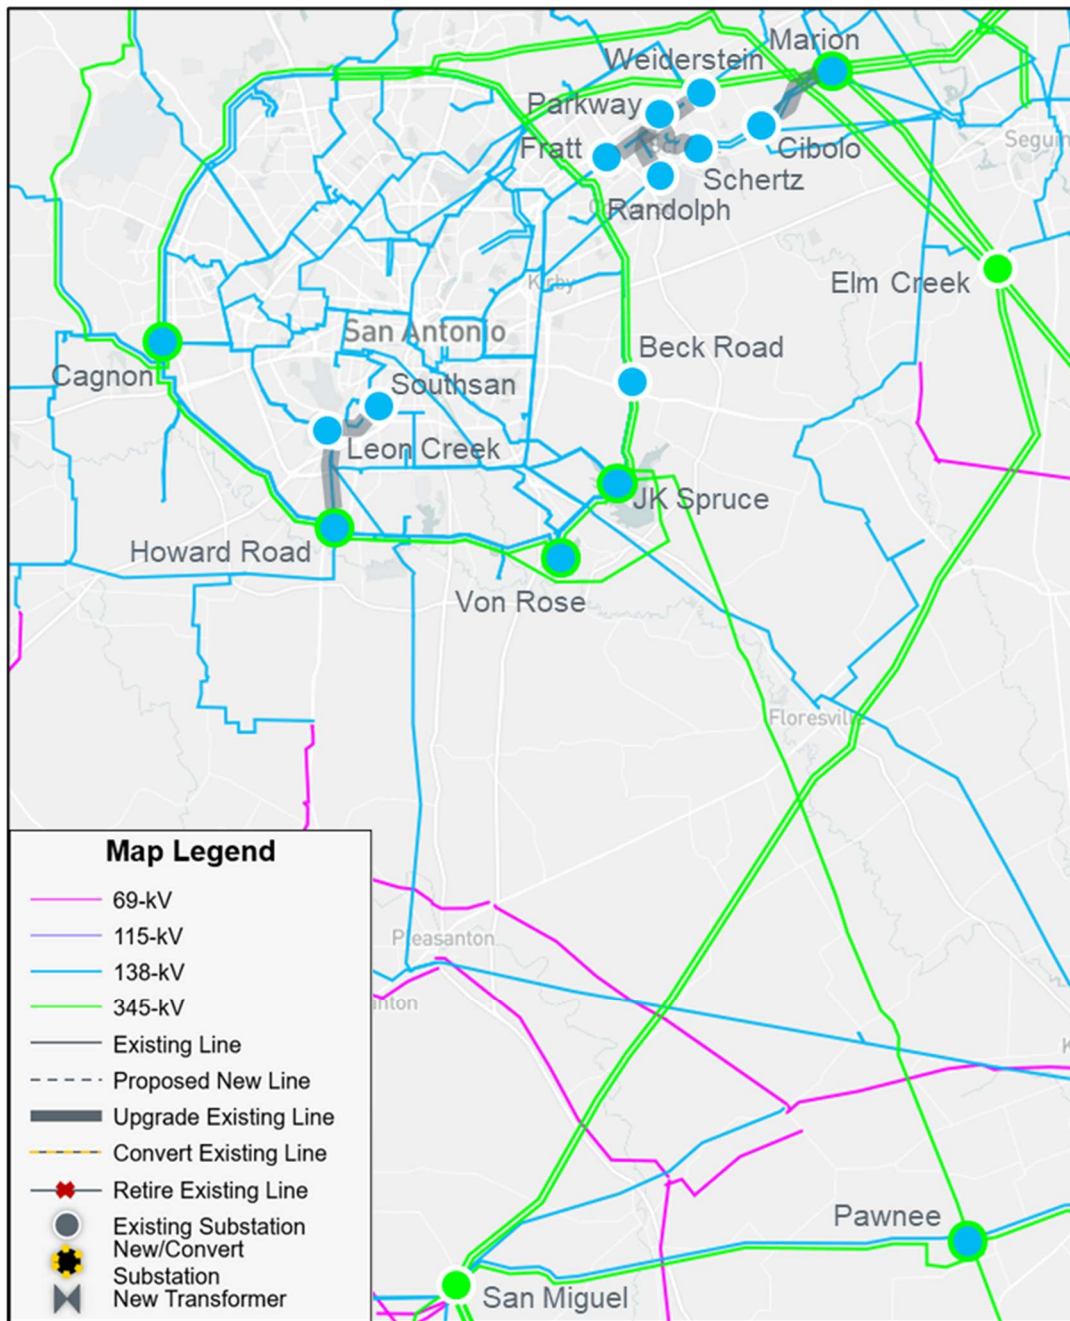 Marion
Weiderstein
Parkway
Fratt
Cibolo
Seguin
Schertz
Randolph
Elm Creek
Kirby
San Antonio
Beck Road
Cagnon
Southsan
Leon Creek
JK Spruce
Howard Road
Von Rose
Floresville
Map Legend
69-kV
115-kV
138-kV
345-kV
Existing Line
Proposed New Line
Upgrade Existing Line
Convert Existing Line
Retire Existing Line
Existing Substation
New/Convert
Substation
New Transformer
Pleasanton
inton
K
Pawnee
San Miguel